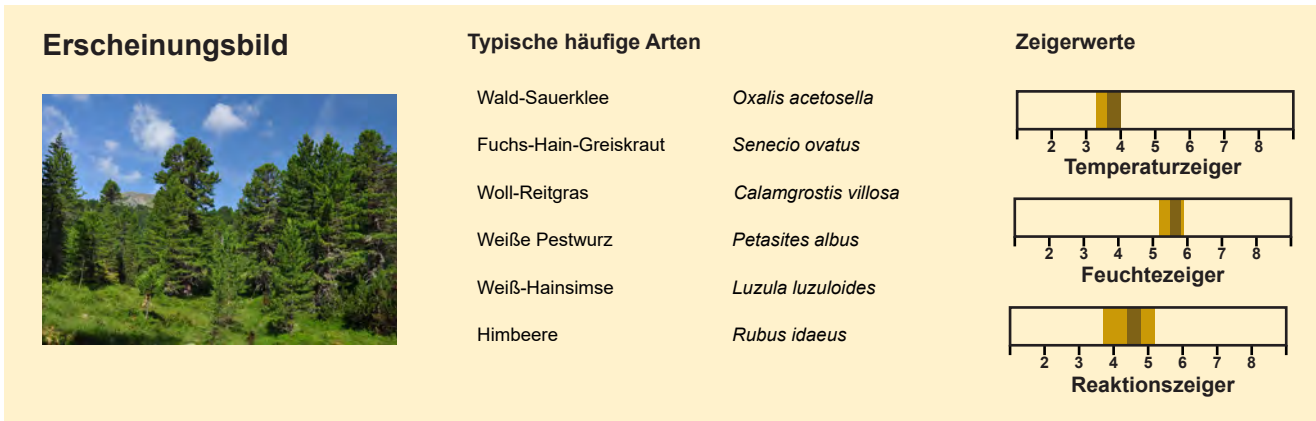 Erscheinungsbild
Typische häufige Arten
Wald-Sauerklee Oxalis acetosella
Fuchs-Hain-Greiskraut Senecio ovatus
Woll-Reitgras Calamgrostis villosa
Weiße Pestwurz Petasites albus
Weiß-Hainsimse Luzula luzuloides
Himbeere Rubus idaeus
Zeigerwerte
2 3 4 5 6 7 8
Temperaturzeiger
2 3 4 5 6 7 8
Feuchtezeiger
2 3 4 5 6 7 8
Reaktionszeiger